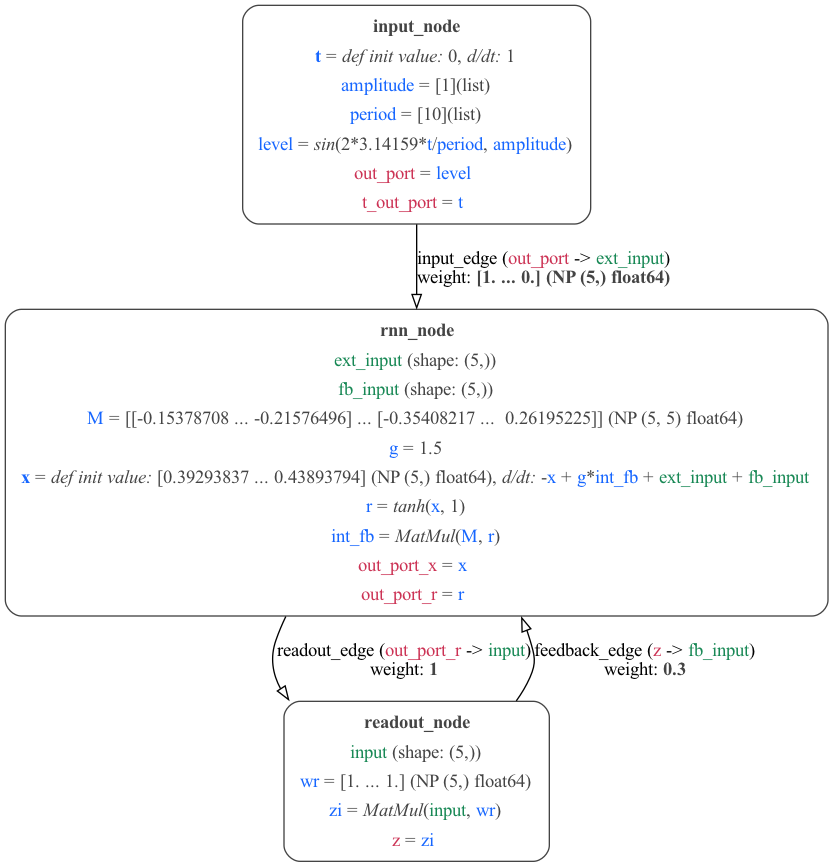 input_node
t = def init value: 0, d/dt: 1
amplitude = [1](list)
period = [10](list)
level = sin(2*3.14159*t/period, amplitude)
out_port = level
t_out_port = t
input_edge (out_port -> ext_input)
weight: [1. ... 0.] (NP (5,) float64)
rnn_node
ext_input (shape: (5,))
fb_input (shape: (5,))
M = [[-0.15378708 ... -0.21576496] ... [-0.35408217 ...  0.26195225]] (NP (5, 5) float64)
g = 1.5
x = def init value: [0.39293837 ... 0.43893794] (NP (5,) float64), d/dt: -x + g*int_fb + ext_input + fb_input
r = tanh(x, 1)
int_fb = MatMul(M, r)
out_port_x = x
out_port_r = r
readout_edge (out_port_r -> input)
weight: 1
feedback_edge (z -> fb_input)
weight: 0.3
readout_node
input (shape: (5,))
wr = [1. ... 1.] (NP (5,) float64)
zi = MatMul(input, wr)
z = zi